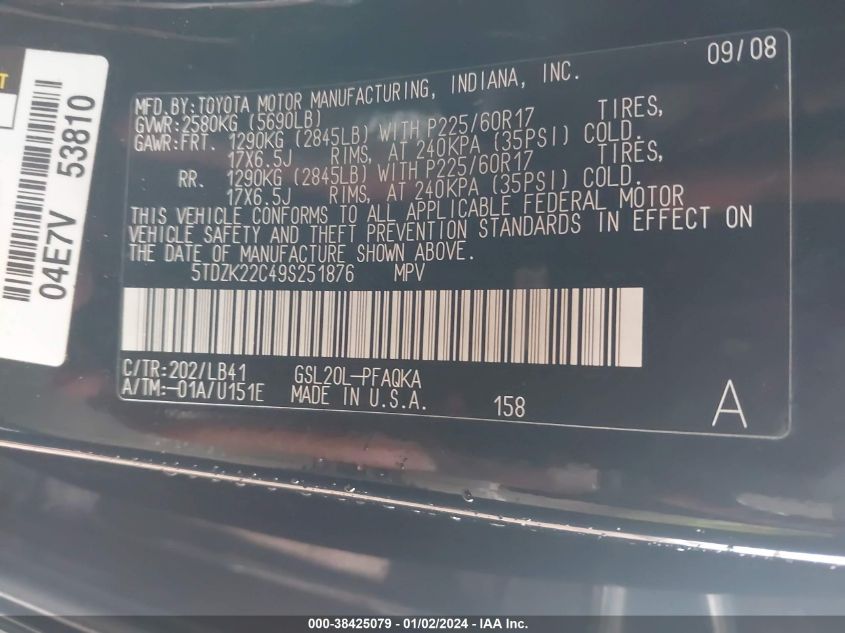 09/08
MFD. BY: TOYOTA MOTOR MANUFACTURING, INDIANA, INC.
GVWR: 2580KG (5690LB)
GAWR: FRT. 1290KG (2845LB) WITH P225/60R17 TIRES,
17X6.5J RIMS, AT 240KPA (35PSI) COLD.
RR. 1290KG (2845LB) WITH P225/60R17 TIRES,
17X6.5J RIMS, AT 240KPA (35PSI) COLD.
THIS VEHICLE CONFORMS TO ALL APPLICABLE FEDERAL MOTOR
VEHICLE SAFETY AND THEFT PREVENTION STANDARDS IN EFFECT ON
THE DATE OF MANUFACTURE SHOWN ABOVE.
5TDZK22C49S251876 MPV
C/TR: 202/LB41 GSL20L-PFAQKA
A/TM: -01A/U151E MADE IN U.S.A. 158 A
04E7V 53810
000-38425079 - 01/02/2024 - IAA Inc.